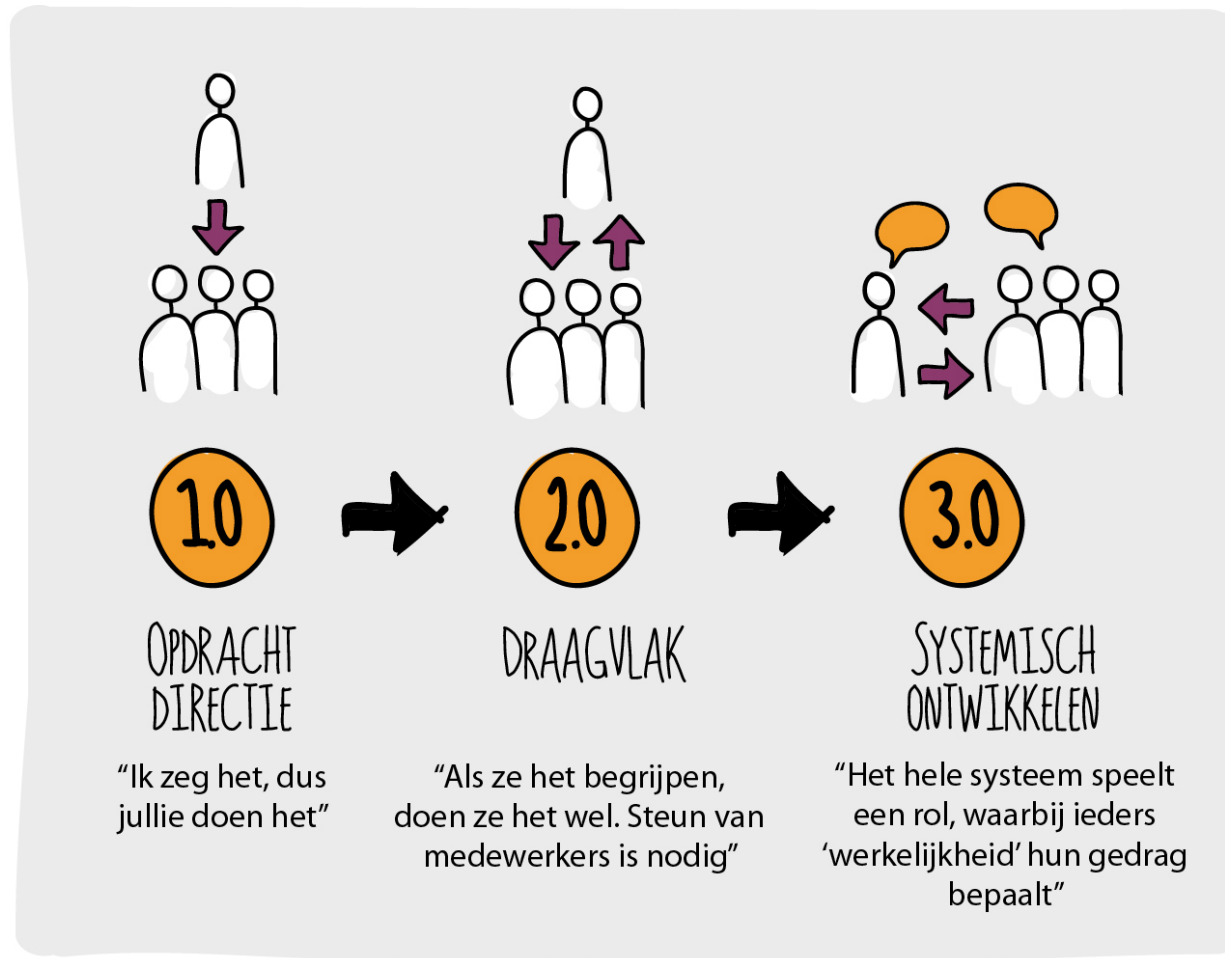 1.0
OPDRACHT
DIRECTIE
“Ik zeg het, dus
jullie doen het”
2.0
DRAAGVLAK
“Als ze het begrijpen,
doen ze het wel. Steun van
medewerkers is nodig”
3.0
SYSTEMISCH
ONTWIKKELEN
“Het hele systeem speelt
een rol, waarbij ieders
‘werkelijkheid’ hun gedrag
bepaalt”